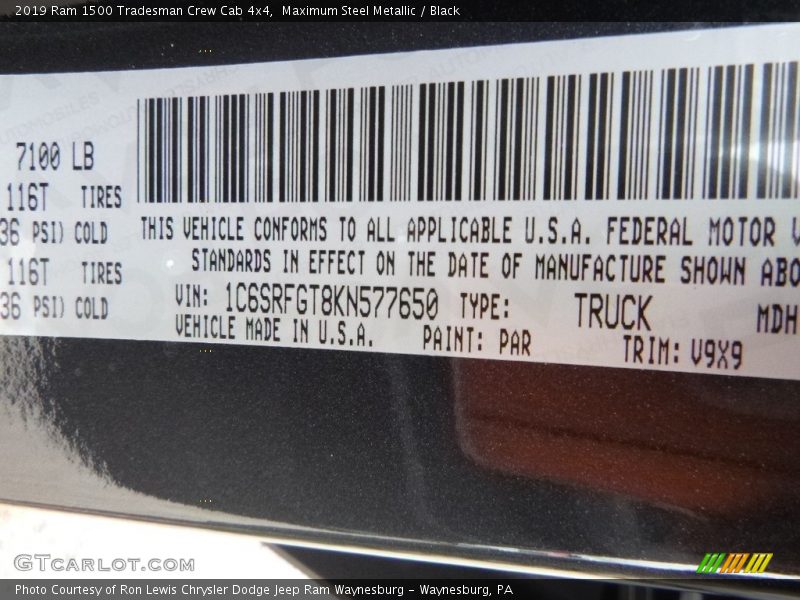 2019 Ram 1500 Tradesman Crew Cab 4x4, Maximum Steel Metallic / Black
7100 LB
116T TIRES
36 PSI) COLD
116T TIRES
36 PSI) COLD
THIS VEHICLE CONFORMS TO ALL APPLICABLE U.S.A. FEDERAL MOTOR V
STANDARDS IN EFFECT ON THE DATE OF MANUFACTURE SHOWN ABO
VIN: 1C6SRFGT8KN577650 TYPE: TRUCK MDH
VEHICLE MADE IN U.S.A. PAINT: PAR TRIM: V9X9
GTCARLOT.COM
Photo Courtesy of Ron Lewis Chrysler Dodge Jeep Ram Waynesburg – Waynesburg, PA